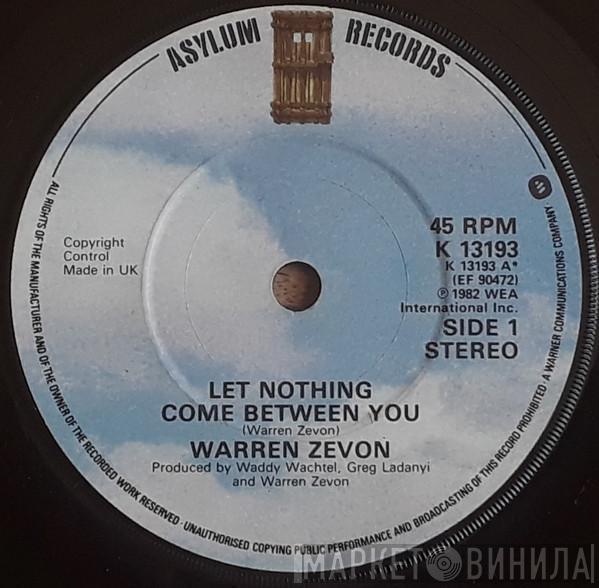 ASYLUM RECORDS
45 RPM
K 13193
K 13193 A*
(EF 90472)
℗ 1982 WEA
International Inc.
SIDE 1
STEREO
Copyright
Control
Made in UK
LET NOTHING
COME BETWEEN YOU
(Warren Zevon)
WARREN ZEVON
Produced by Waddy Wachtel, Greg Ladanyi
and Warren Zevon
ALL RIGHTS OF THE MANUFACTURER AND OF THE OWNER OF THE RECORDED WORK RESERVED · UNAUTHORISED COPYING PUBLIC PERFORMANCE AND BROADCASTING OF THIS RECORD PROHIBITED · A WARNER COMMUNICATIONS COMPANY ·
МАРКЕТ ВИНИЛА